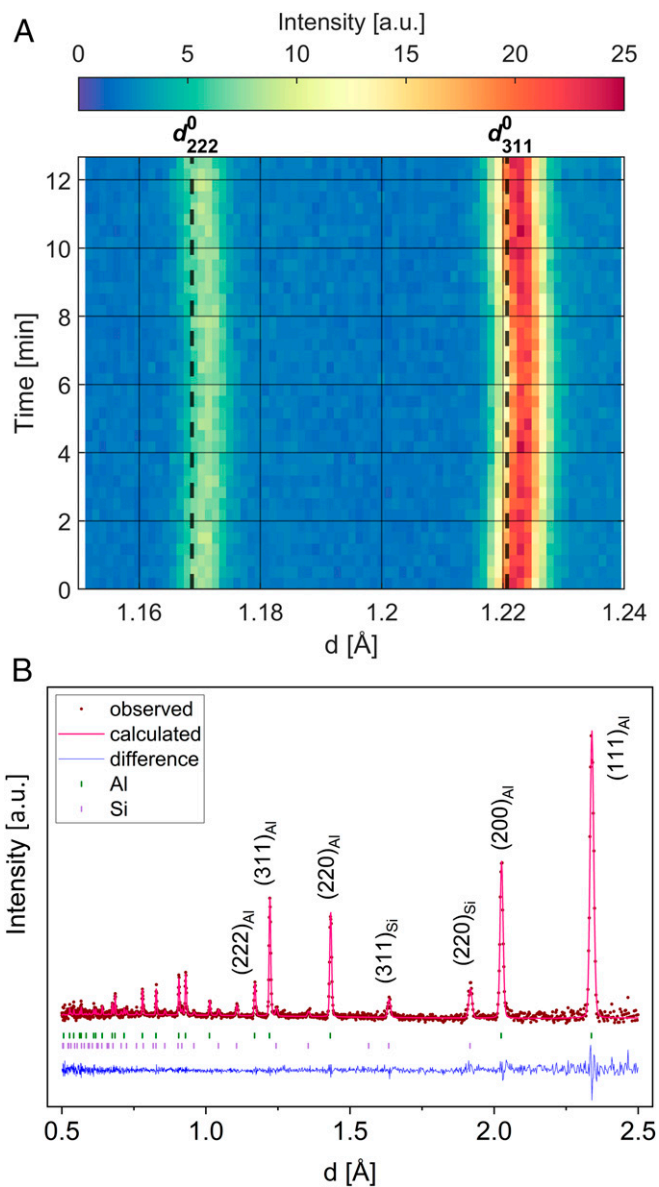 A
Intensity [a.u.]
0 5 10 15 20 25
d⁰₂₂₂ d⁰₃₁₁
12
10
8
6
4
2
0
Time [min]
1.16 1.18 1.2 1.22 1.24
d [Å]
B
observed
calculated
difference
Al
Si
(222)Al
(311)Al
(220)Al
(311)Si
(220)Si
(200)Al
(111)Al
Intensity [a.u.]
0.5 1.0 1.5 2.0 2.5
d [Å]